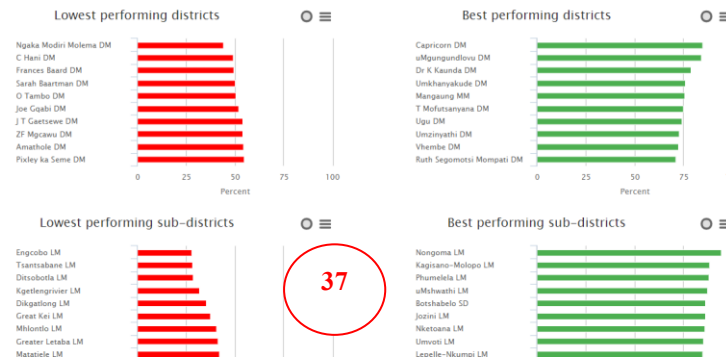 Lowest performing districts
Ngaka Modiri Molema DM
C Hani DM
Frances Baard DM
Sarah Baartman DM
O Tambo DM
Joe Gqabi DM
J T Gaetsewe DM
ZF Mgcawu DM
Amathole DM
Pixley ka Seme DM
0 25 50 75 100
Percent
Best performing districts
Capricorn DM
uMgungundlovu DM
Dr K Kaunda DM
Umkhanyakude DM
Mangaung MM
T Mofutsanyana DM
Ugu DM
Umzinyathi DM
Vhembe DM
Ruth Segomotsi Mompati DM
0 25 50 75
Percent
Lowest performing sub-districts
Engcobo LM
Tsantsabane LM
Ditsobotla LM
Kgetlengrivier LM
Dikgatlong LM
Great Kei LM
Mhlontlo LM
Greater Letaba LM
Matatiele LM
37
Best performing sub-districts
Nongoma LM
Kagisano-Molopo LM
Phumelela LM
uMshwathi LM
Botshabelo SD
Jozini LM
Nketoana LM
Umvoti LM
Lepelle-Nkumpi LM